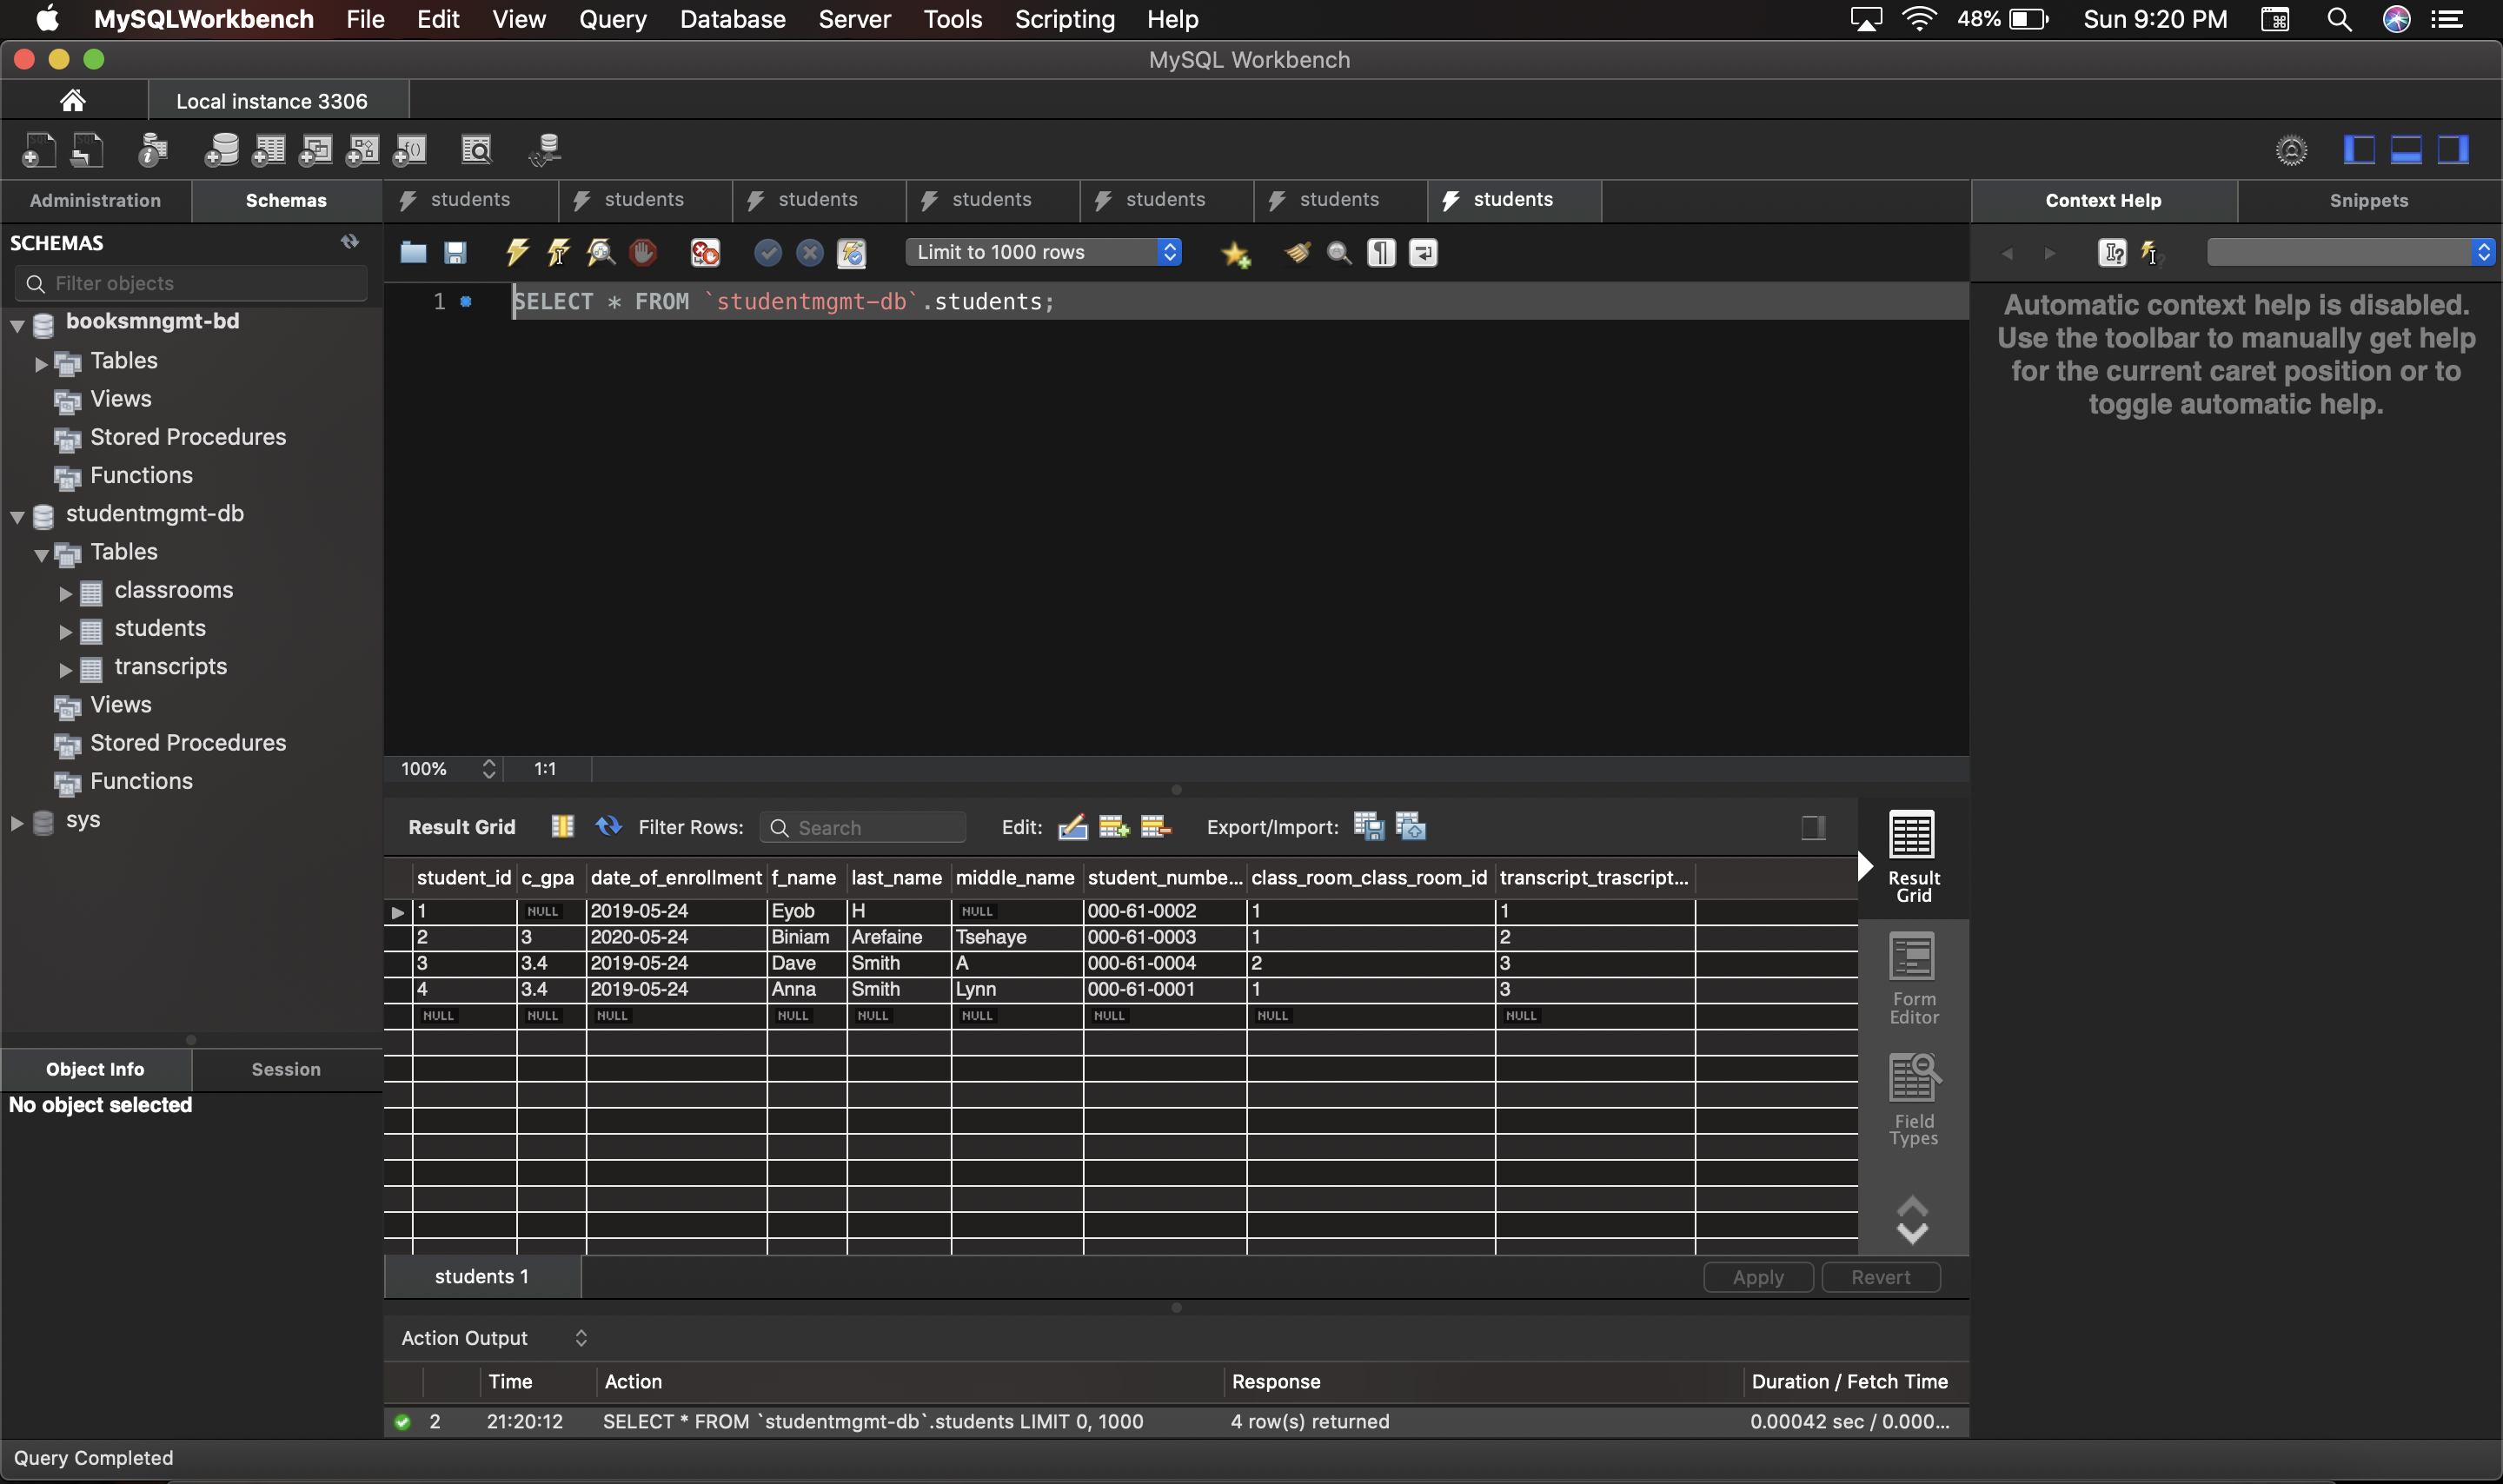 MySQLWorkbench File Edit View Query Database Server Tools Scripting Help 48% Sun 9:20 PM
MySQL Workbench
Local instance 3306
Administration Schemas students students students students students students students Context Help Snippets
SCHEMAS
Limit to 1000 rows
Filter objects
1 SELECT * FROM `studentmgmt-db`.students;
Automatic context help is disabled.
Use the toolbar to manually get help
for the current caret position or to
toggle automatic help.
booksmngmt-bd
Tables
Views
Stored Procedures
Functions
studentmgmt-db
Tables
classrooms
students
transcripts
Views
Stored Procedures
Functions
sys
100% 1:1
Result Grid Filter Rows: Search Edit: Export/Import:
student_id c_gpa date_of_enrollment f_name last_name middle_name student_numbe... class_room_class_room_id transcript_trascript...
1 NULL 2019-05-24 Eyob H NULL 000-61-0002 1 1
2 3 2020-05-24 Biniam Arefaine Tsehaye 000-61-0003 1 2
3 3.4 2019-05-24 Dave Smith A 000-61-0004 2 3
4 3.4 2019-05-24 Anna Smith Lynn 000-61-0001 1 3
NULL NULL NULL NULL NULL NULL NULL NULL NULL
Result
Grid
Form
Editor
Field
Types
Object Info Session
No object selected
students 1 Apply Revert
Action Output
Time Action Response Duration / Fetch Time
2 21:20:12 SELECT * FROM `studentmgmt-db`.students LIMIT 0, 1000 4 row(s) returned 0.00042 sec / 0.000...
Query Completed